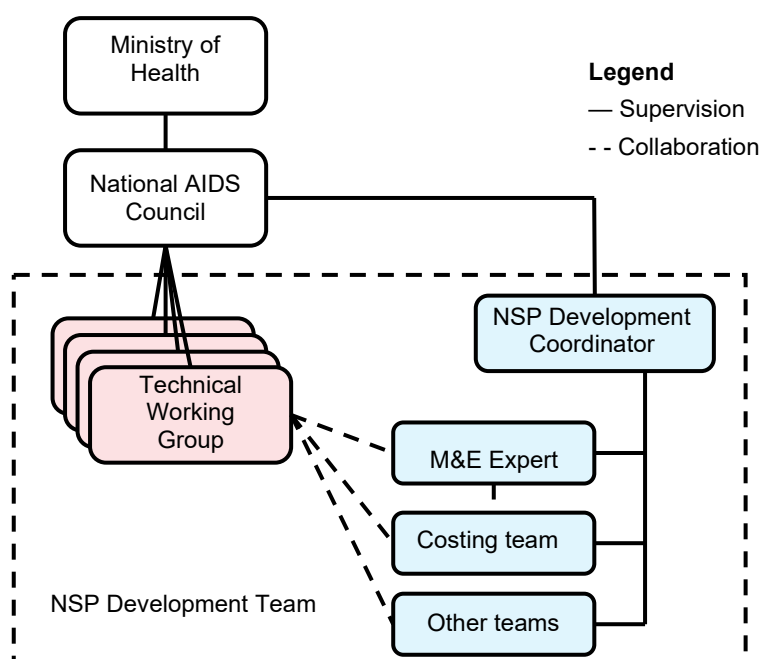 Ministry of
Health
Legend
— Supervision
- - Collaboration
National AIDS
Council
NSP Development
Coordinator
Technical
Working
Group
M&E Expert
Costing team
Other teams
NSP Development Team